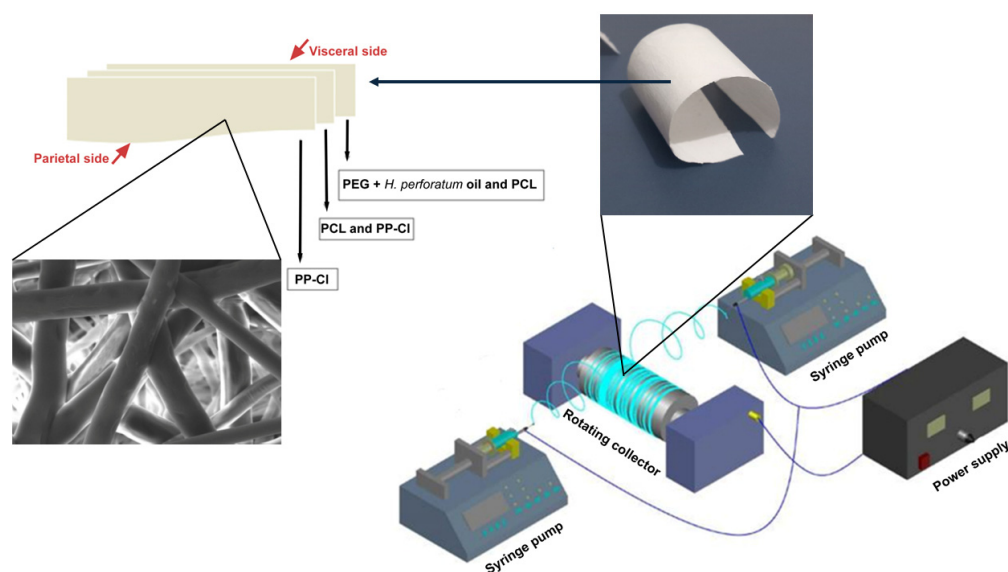 Visceral side
Parietal side
PEG + H. perforatum oil and PCL
PCL and PP-Cl
PP-Cl
Syringe pump
Rotating collector
Power supply
Syringe pump